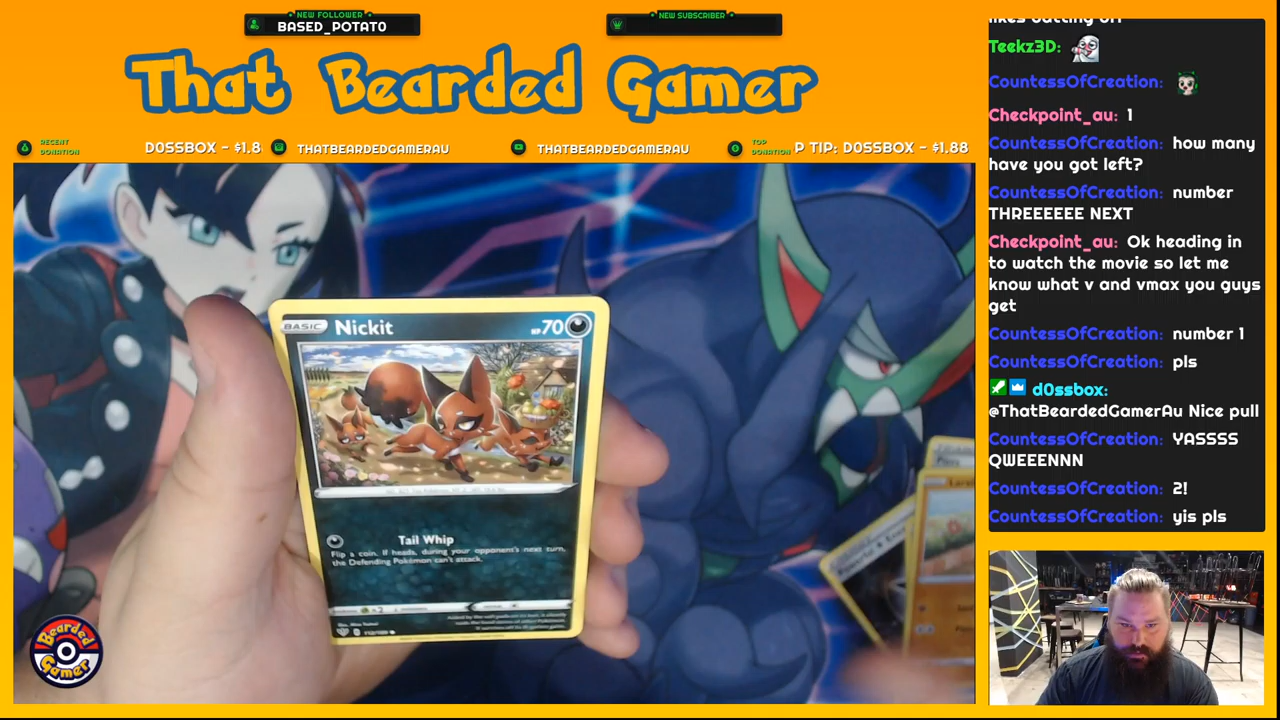 NEW FOLLOWER
BASED_POTAT0
NEW SUBSCRIBER
That Bearded Gamer
RECENT DONATION
D0SSBOX - $1.8
THATBEARDEDGAMERAU
THATBEARDEDGAMERAU
TOP DONATION
P TIP: D0SSBOX - $1.88
BASIC
Nickit
HP 70
Tail Whip
Flip a coin. If heads, during your opponent's next turn,
the Defending Pokémon can't attack.
Bearded
Gamer
likes cutting off
Teekz3D:
CountessOfCreation:
Checkpoint_au: 1
CountessOfCreation: how many
have you got left?
CountessOfCreation: number
THREEEEEE NEXT
Checkpoint_au: Ok heading in
to watch the movie so let me
know what v and vmax you guys
get
CountessOfCreation: number 1
CountessOfCreation: pls
d0ssbox:
@ThatBeardedGamerAu Nice pull
CountessOfCreation: YASSSS
QWEEENNN
CountessOfCreation: 2!
CountessOfCreation: yis pls